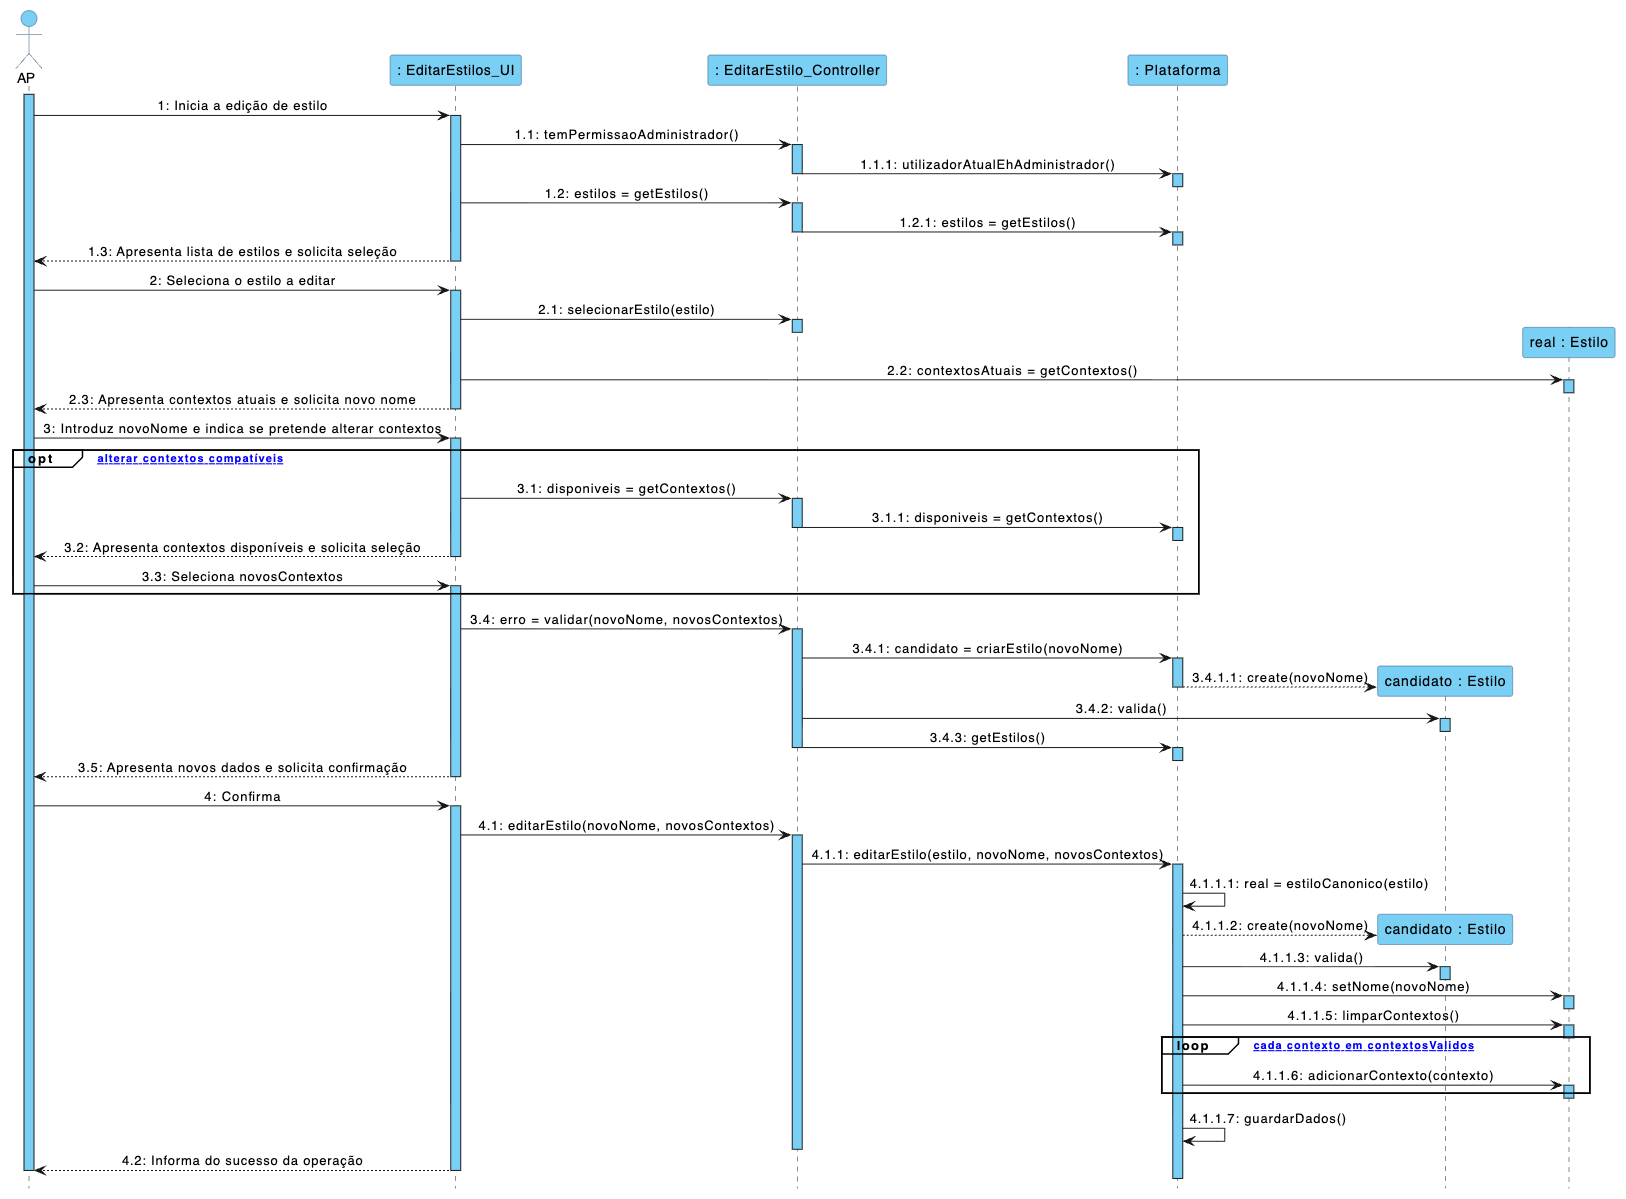 AP
: EditarEstilos_UI
: EditarEstilo_Controller
: Plataforma
1: Inicia a edição de estilo
1.1: temPermissaoAdministrador()
1.1.1: utilizadorAtualEhAdministrador()
1.2: estilos = getEstilos()
1.2.1: estilos = getEstilos()
1.3: Apresenta lista de estilos e solicita seleção
2: Seleciona o estilo a editar
2.1: selecionarEstilo(estilo)
real : Estilo
2.2: contextosAtuais = getContextos()
2.3: Apresenta contextos atuais e solicita novo nome
3: Introduz novoNome e indica se pretende alterar contextos
opt
alterar contextos compatíveis
3.1: disponiveis = getContextos()
3.1.1: disponiveis = getContextos()
3.2: Apresenta contextos disponíveis e solicita seleção
3.3: Seleciona novosContextos
3.4: erro = validar(novoNome, novosContextos)
3.4.1: candidato = criarEstilo(novoNome)
3.4.1.1: create(novoNome)
candidato : Estilo
3.4.2: valida()
3.4.3: getEstilos()
3.5: Apresenta novos dados e solicita confirmação
4: Confirma
4.1: editarEstilo(novoNome, novosContextos)
4.1.1: editarEstilo(estilo, novoNome, novosContextos)
4.1.1.1: real = estiloCanonico(estilo)
4.1.1.2: create(novoNome)
candidato : Estilo
4.1.1.3: valida()
4.1.1.4: setNome(novoNome)
4.1.1.5: limparContextos()
loop
cada contexto em contextosValidos
4.1.1.6: adicionarContexto(contexto)
4.1.1.7: guardarDados()
4.2: Informa do sucesso da operação